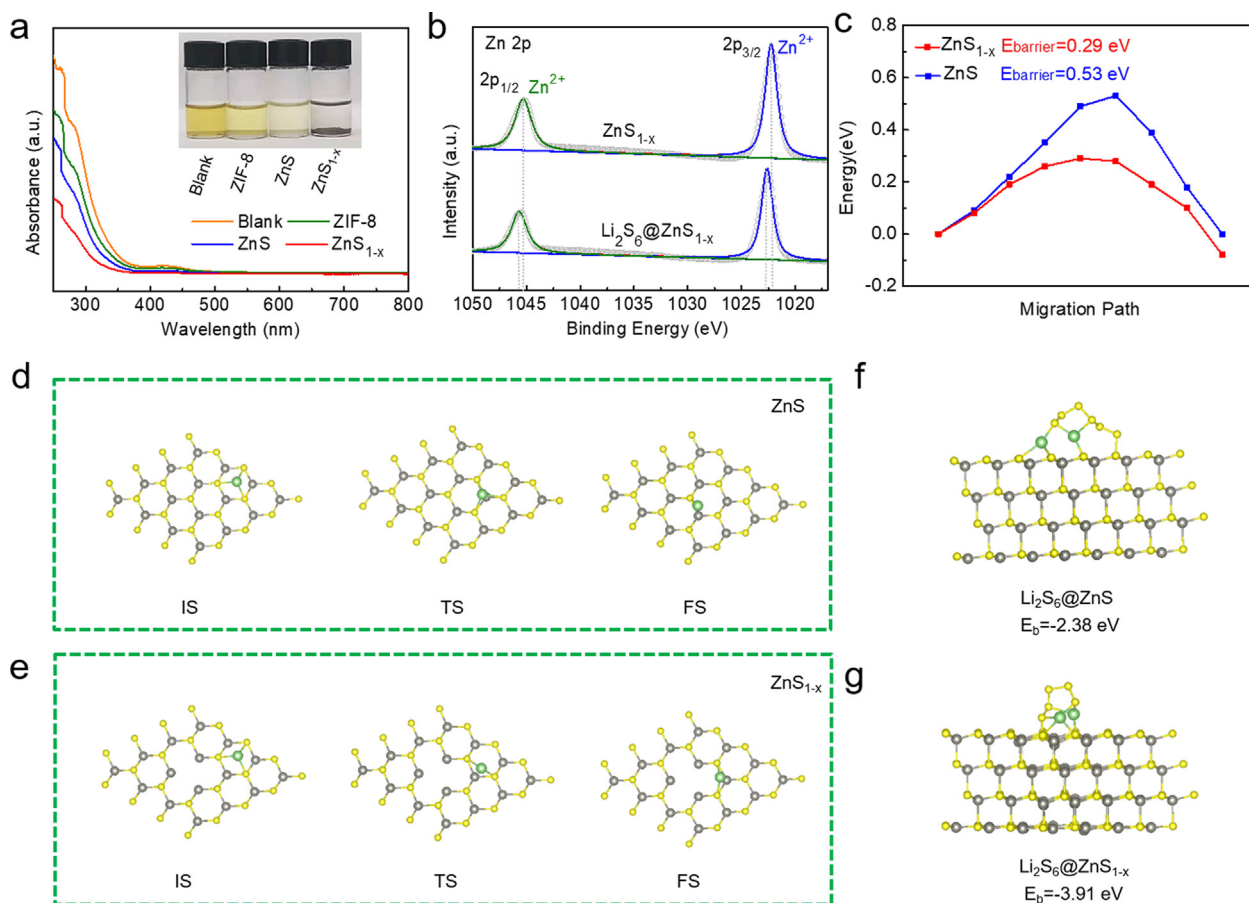 a
Absorbance (a.u.)
Blank
ZIF-8
ZnS
ZnS1-x
Blank
ZIF-8
ZnS
ZnS1-x
300 400 500 600 700 800
Wavelength (nm)
b
Intensity (a.u.)
Zn 2p
2p3/2
Zn2+
2p1/2
Zn2+
ZnS1-x
Li2S6@ZnS1-x
1050 1045 1040 1035 1030 1025 1020
Binding Energy (eV)
c
Energy(eV)
0.8
0.6
0.4
0.2
0.0
-0.2
ZnS1-x Ebarrier=0.29 eV
ZnS Ebarrier=0.53 eV
Migration Path
d
ZnS
IS TS FS
e
ZnS1-x
IS TS FS
f
Li2S6@ZnS
Eb=-2.38 eV
g
Li2S6@ZnS1-x
Eb=-3.91 eV